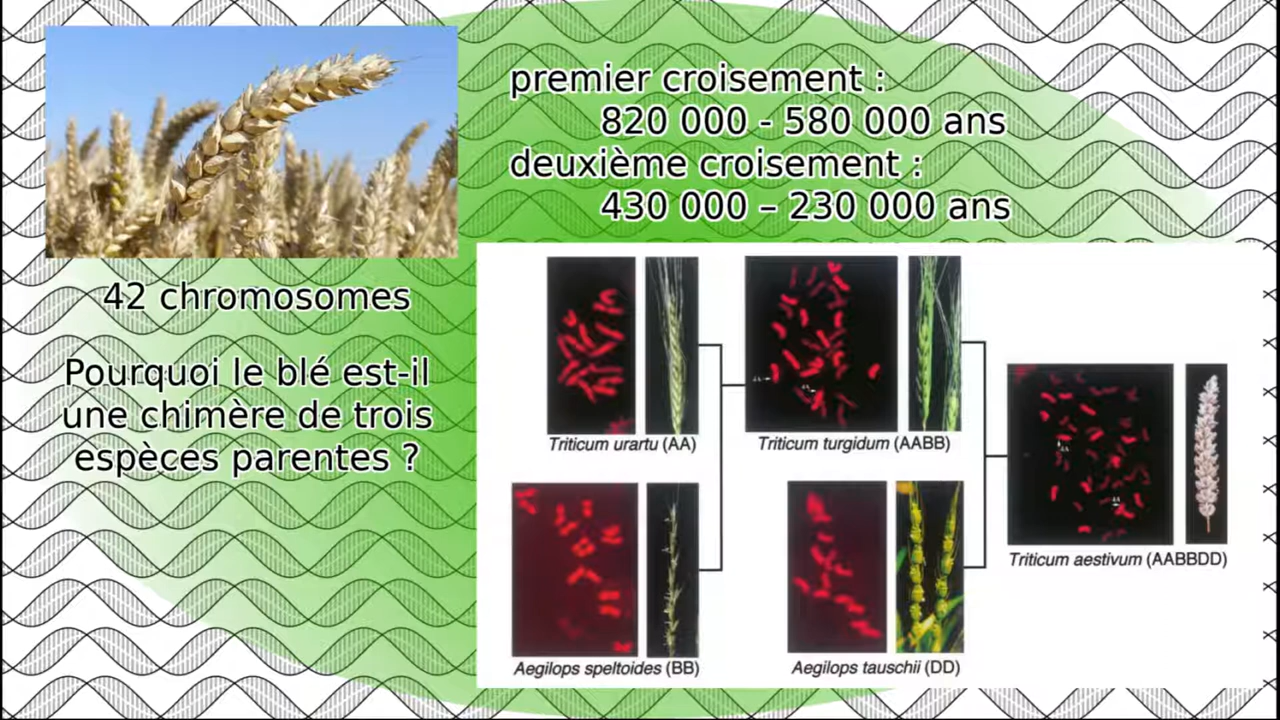 premier croisement :
820 000 - 580 000 ans
deuxième croisement :
430 000 – 230 000 ans
42 chromosomes
Pourquoi le blé est-il
une chimère de trois
espèces parentes ?
Triticum urartu (AA)
Triticum turgidum (AABB)
Aegilops speltoides (BB)
Aegilops tauschii (DD)
Triticum aestivum (AABBDD)